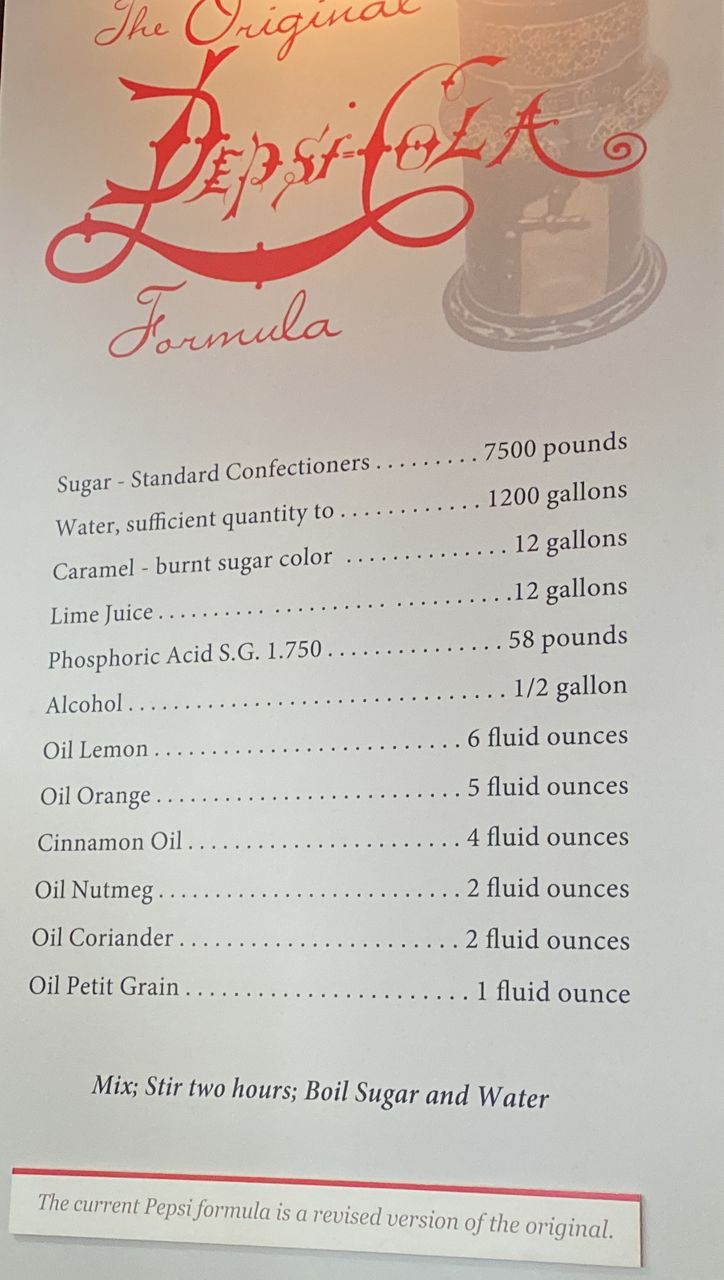 The Original
Pepsi-Cola
Formula
Sugar - Standard Confectioners . . . . . . . . . 7500 pounds
Water, sufficient quantity to . . . . . . . . . . . . 1200 gallons
Caramel - burnt sugar color . . . . . . . . . . . . . . 12 gallons
Lime Juice . . . . . . . . . . . . . . . . . . . . . . . . . . . . . . . .12 gallons
Phosphoric Acid S.G. 1.750 . . . . . . . . . . . . . . . 58 pounds
Alcohol . . . . . . . . . . . . . . . . . . . . . . . . . . . . . . . . . 1/2 gallon
Oil Lemon . . . . . . . . . . . . . . . . . . . . . . . . . . 6 fluid ounces
Oil Orange . . . . . . . . . . . . . . . . . . . . . . . . . . 5 fluid ounces
Cinnamon Oil . . . . . . . . . . . . . . . . . . . . . . . 4 fluid ounces
Oil Nutmeg . . . . . . . . . . . . . . . . . . . . . . . . . . 2 fluid ounces
Oil Coriander . . . . . . . . . . . . . . . . . . . . . . . . 2 fluid ounces
Oil Petit Grain . . . . . . . . . . . . . . . . . . . . . . . . 1 fluid ounce
Mix; Stir two hours; Boil Sugar and Water
The current Pepsi formula is a revised version of the original.